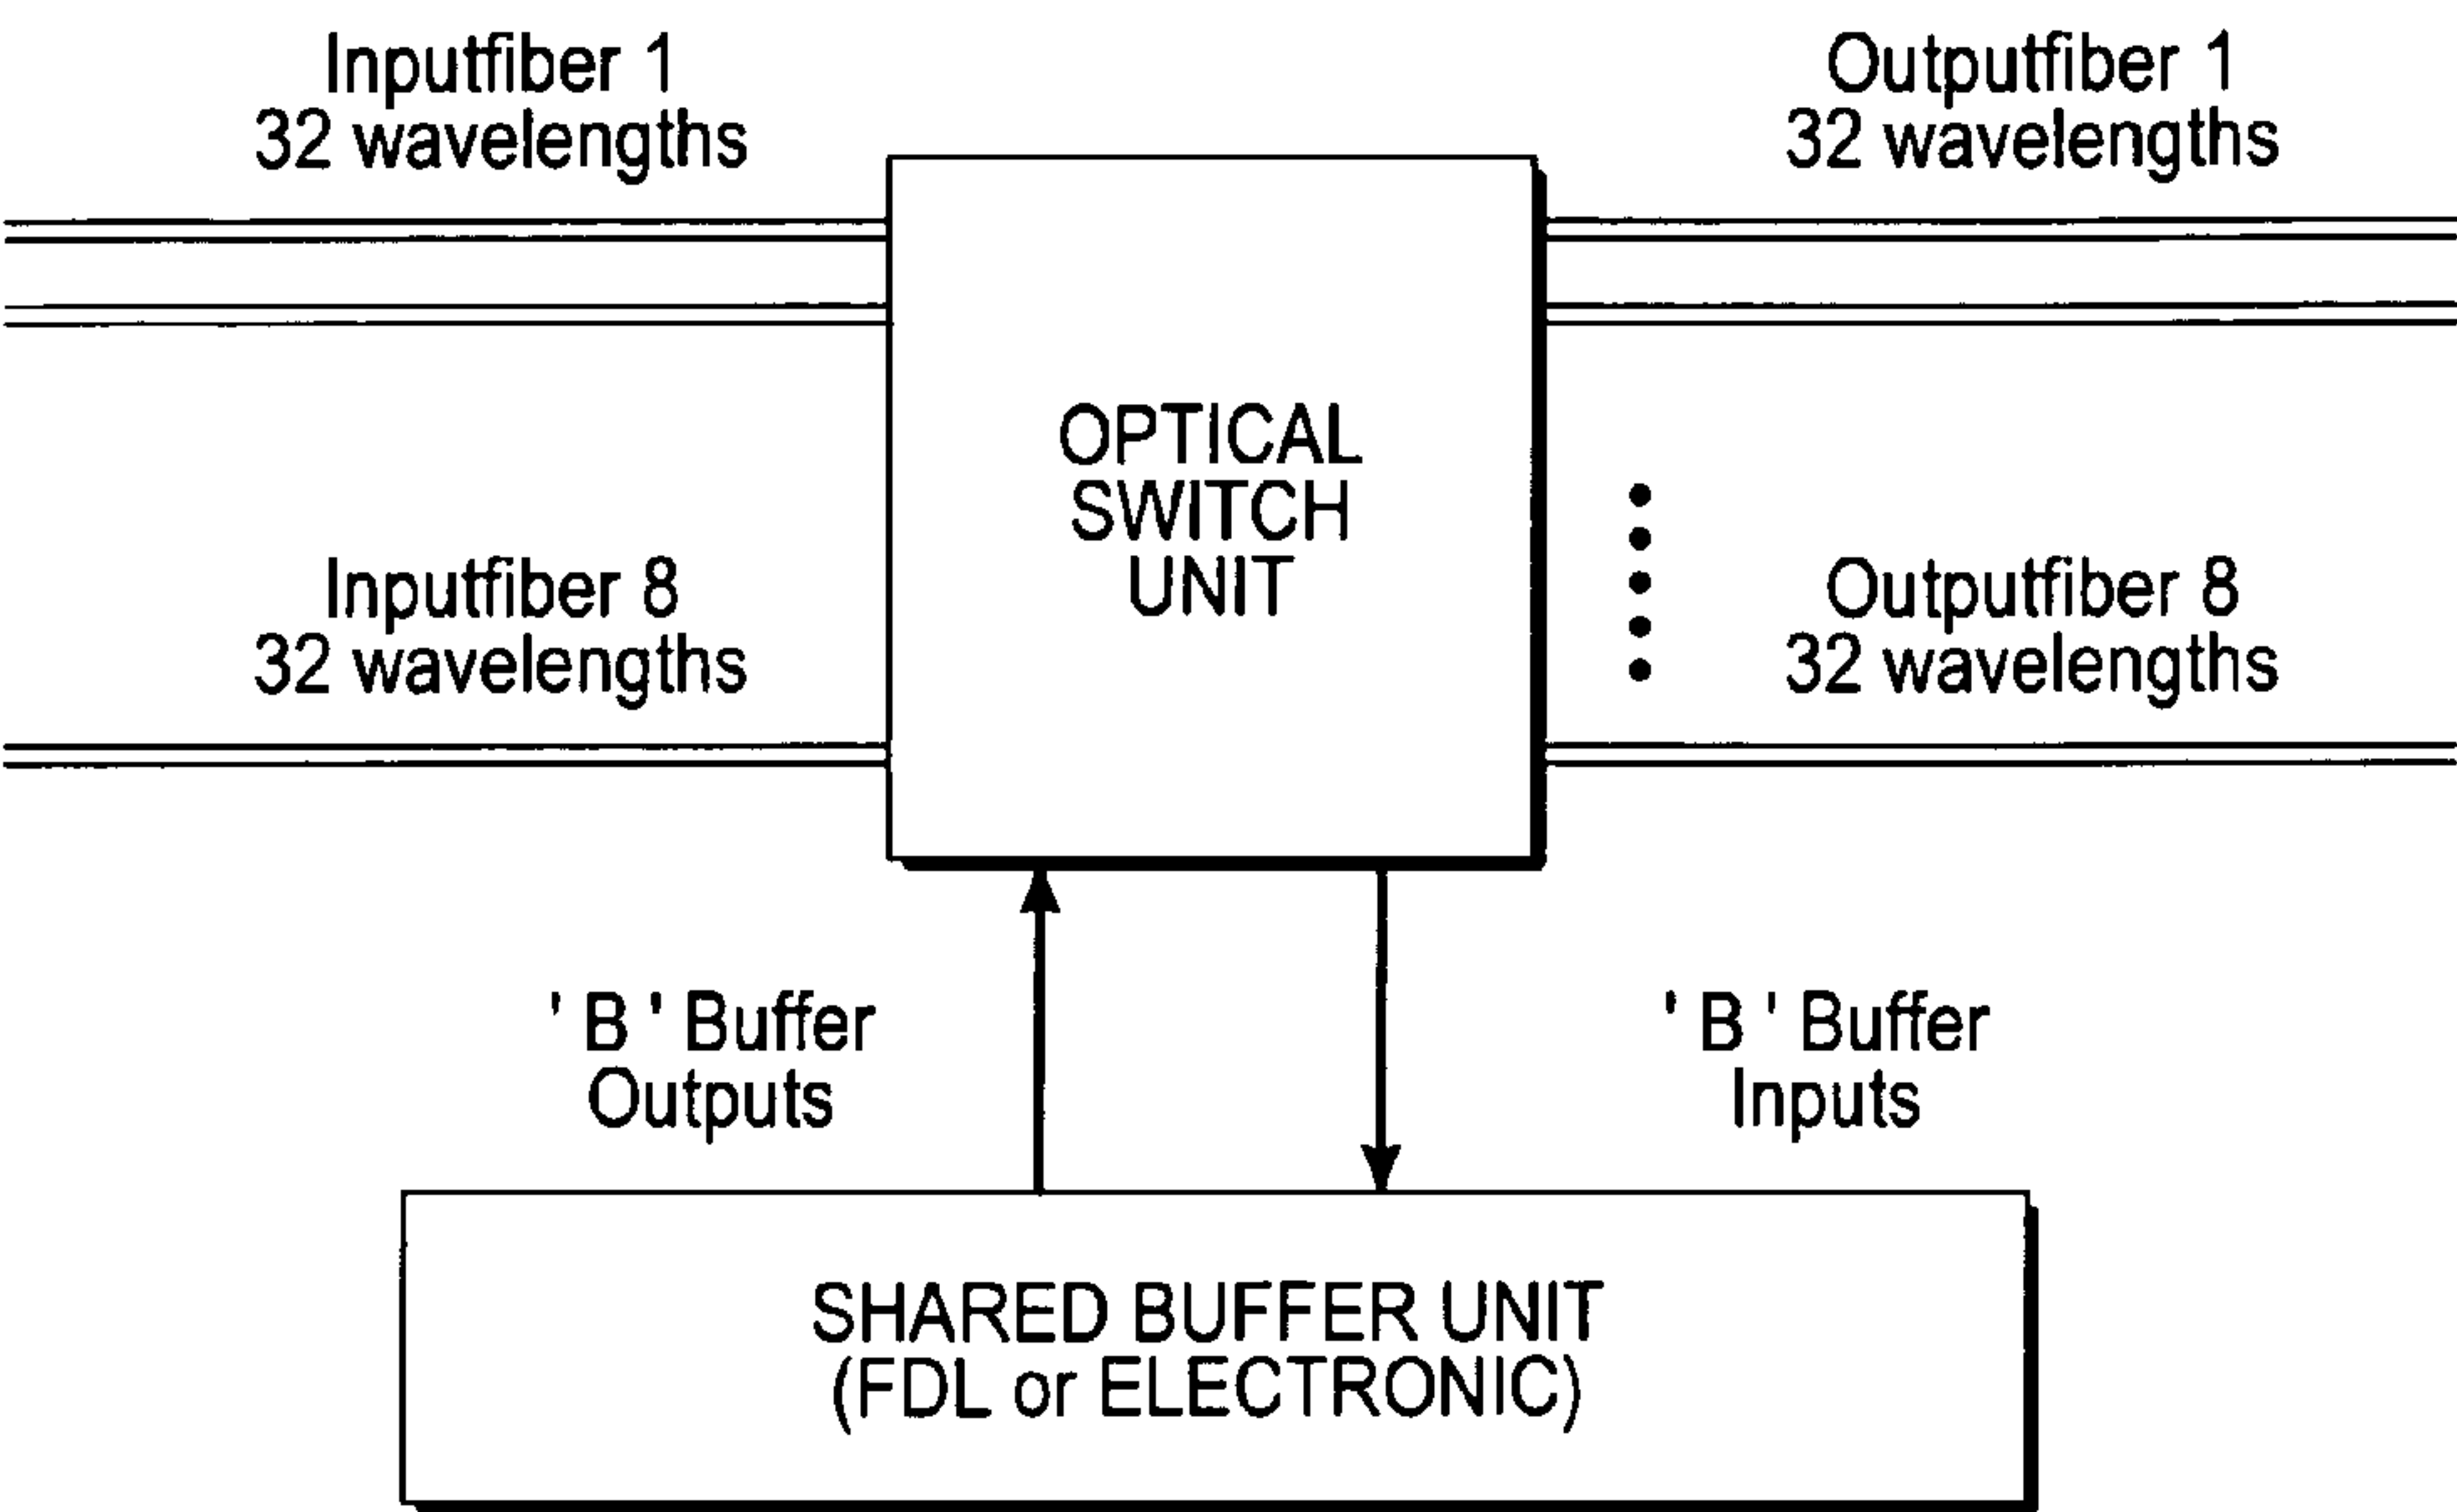 Inputfiber 1
32 wavelengths
Outputfiber 1
32 wavelengths
OPTICAL
SWITCH
UNIT
Inputfiber 8
32 wavelengths
Outputfiber 8
32 wavelengths
' B ' Buffer
Outputs
' B ' Buffer
Inputs
SHARED BUFFER UNIT
(FDL or ELECTRONIC)